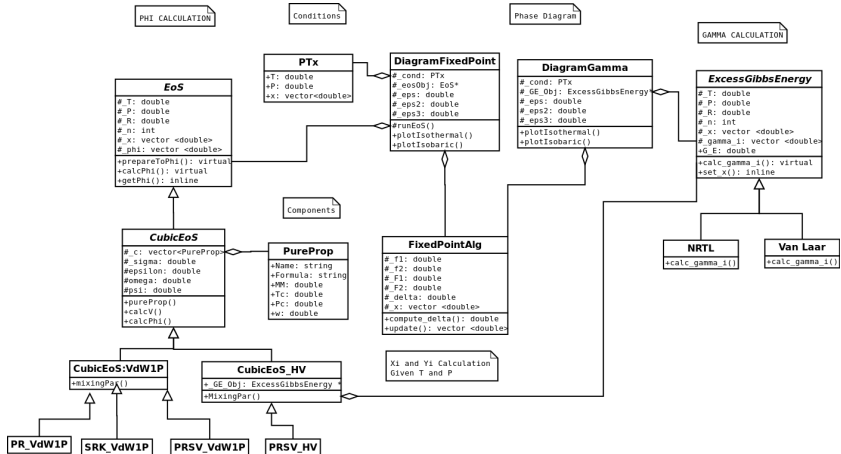 PHI CALCULATION
Conditions
Phase Diagram
GAMMA CALCULATION
EoS
#_T: double
#_P: double
#_R: double
#_n: int
#_x: vector <double>
#_phi: vector <double>
+prepareToPhi(): virtual
+calcPhi(): virtual
+getPhi(): inline
PTx
+T: double
+P: double
+x: vector<double>
DiagramFixedPoint
#_cond: PTx
#_eosObj: EoS*
#_eps: double
#_eps2: double
#_eps3: double
#runEoS()
+plotIsothermal()
+plotIsobaric()
DiagramGamma
#_cond: PTx
#_GE_Obj: ExcessGibbsEnergy*
#_eps: double
#_eps2: double
#_eps3: double
+plotIsothermal()
+plotIsobaric()
ExcessGibbsEnergy
#_T: double
#_P: double
#_R: double
#_n: int
#_x: vector <double>
#_gamma_i: vector <double>
+G_E: double
+calc_gamma_i(): virtual
+set_x(): inline
Components
CubicEoS
#_c: vector<PureProp>
#_sigma: double
#epsilon: double
#omega: double
#psi: double
+pureProp()
+calcV()
+calcPhi()
PureProp
+Name: string
+Formula: string
+MM: double
+Tc: double
+Pc: double
+w: double
FixedPointAlg
#_f1: double
#_f2: double
#_F1: double
#_F2: double
#_delta: double
#_x: vector <double>
+compute_delta(): double
+update(): vector <double>
NRTL
+calc_gamma_i()
Van Laar
+calc_gamma_i()
CubicEoS:VdW1P
+mixingPar()
CubicEoS_HV
+_GE_Obj: ExcessGibbsEnergy *
+MixingPar()
Xi and Yi Calculation
Given T and P
PR_VdW1P
SRK_VdW1P
PRSV_VdW1P
PRSV_HV